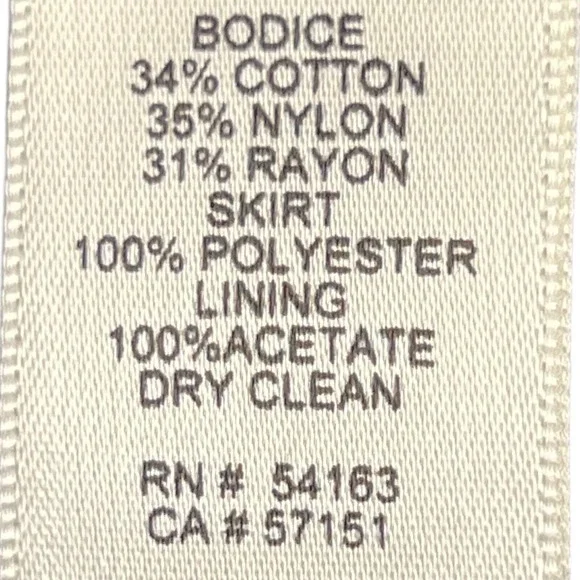 BODICE
34% COTTON
35% NYLON
31% RAYON
SKIRT
100% POLYESTER
LINING
100%ACETATE
DRY CLEAN
RN # 54163
CA # 57151